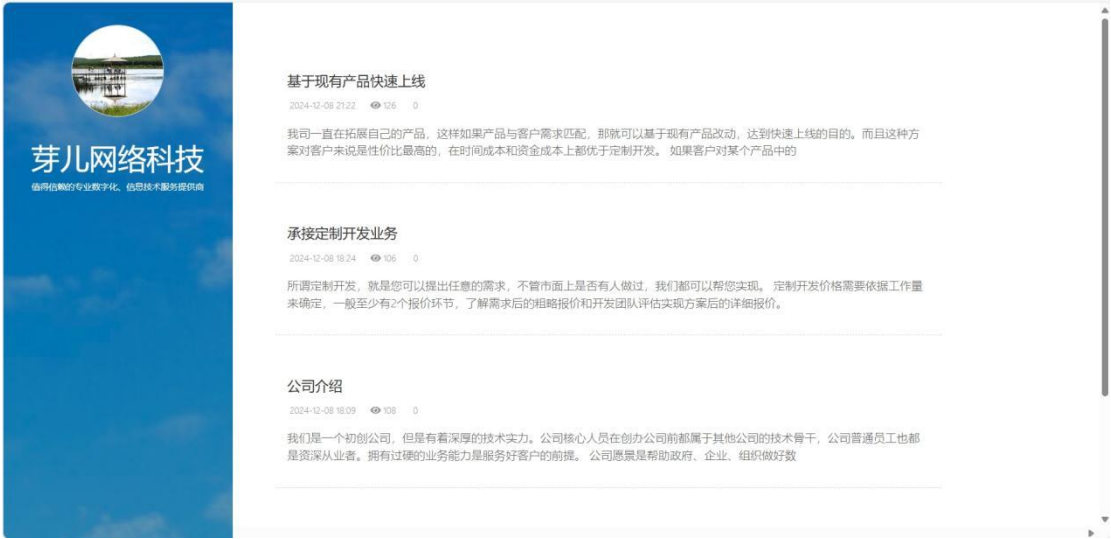 芽儿网络科技
值得信赖的专业数字化、信息技术服务提供商
基于现有产品快速上线
2024-12-08 21:22 126 0
我司一直在拓展自己的产品，这样如果产品与客户需求匹配，那就可以基于现有产品改动，达到快速上线的目的。而且这种方
案对客户来说是性价比最高的，在时间成本和资金成本上都优于定制开发。 如果客户对某个产品中的
承接定制开发业务
2024-12-08 18:24 106 0
所谓定制开发，就是您可以提出任意的需求，不管市面上是否有人做过，我们都可以帮您实现。 定制开发价格需要依据工作量
来确定，一般至少有2个报价环节，了解需求后的粗略报价和开发团队评估实现方案后的详细报价。
公司介绍
2024-12-08 18:09 108 0
我们是一个初创公司，但是有着深厚的技术实力。公司核心人员在创办公司前都属于其他公司的技术骨干，公司普通员工也都
是资深从业者。拥有过硬的业务能力是服务好客户的前提。 公司愿景是帮助政府、企业、组织做好数